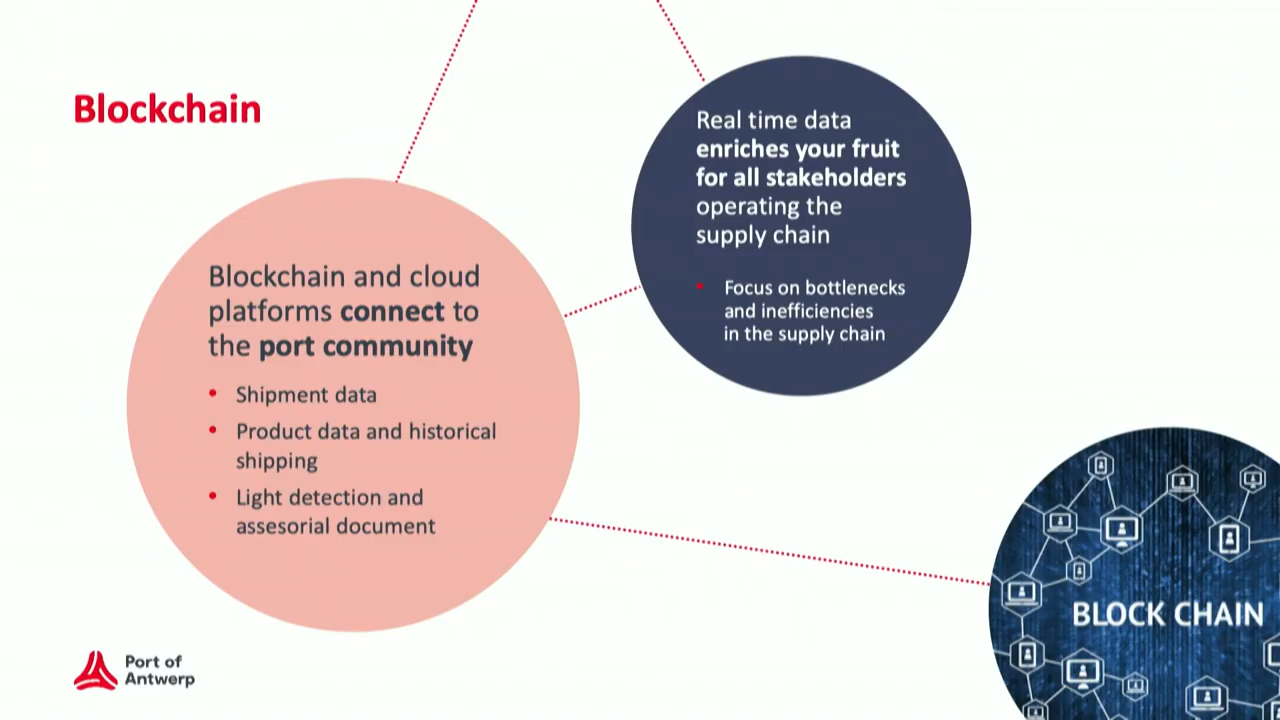 Blockchain
Real time data
enriches your fruit
for all stakeholders
operating the
supply chain
• Focus on bottlenecks
and inefficiencies
in the supply chain
Blockchain and cloud
platforms connect to
the port community
• Shipment data
• Product data and historical
shipping
• Light detection and
assesorial document
BLOCK CHAIN
Port of
Antwerp